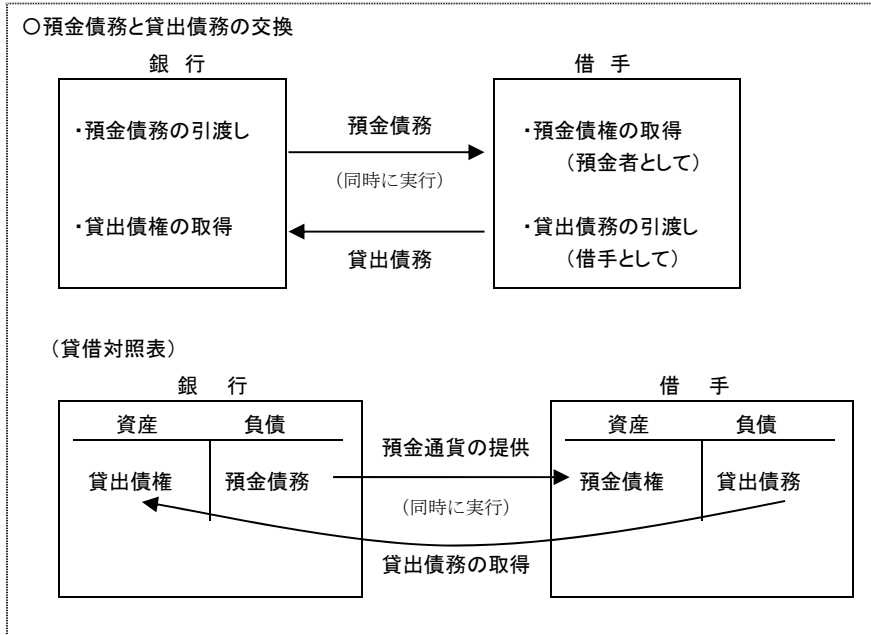 〇預金債務と貸出債務の交換
銀 行
借 手
・預金債務の引渡し
預金債務
・預金債権の取得
(預金者として)
(同時に実行)
・貸出債権の取得
・貸出債務の引渡し
貸出債務
(借手として)
(貸借対照表)
銀 行
借 手
資産 負債
資産 負債
預金通貨の提供
貸出債権 預金債務
預金債権 貸出債務
(同時に実行)
貸出債務の取得